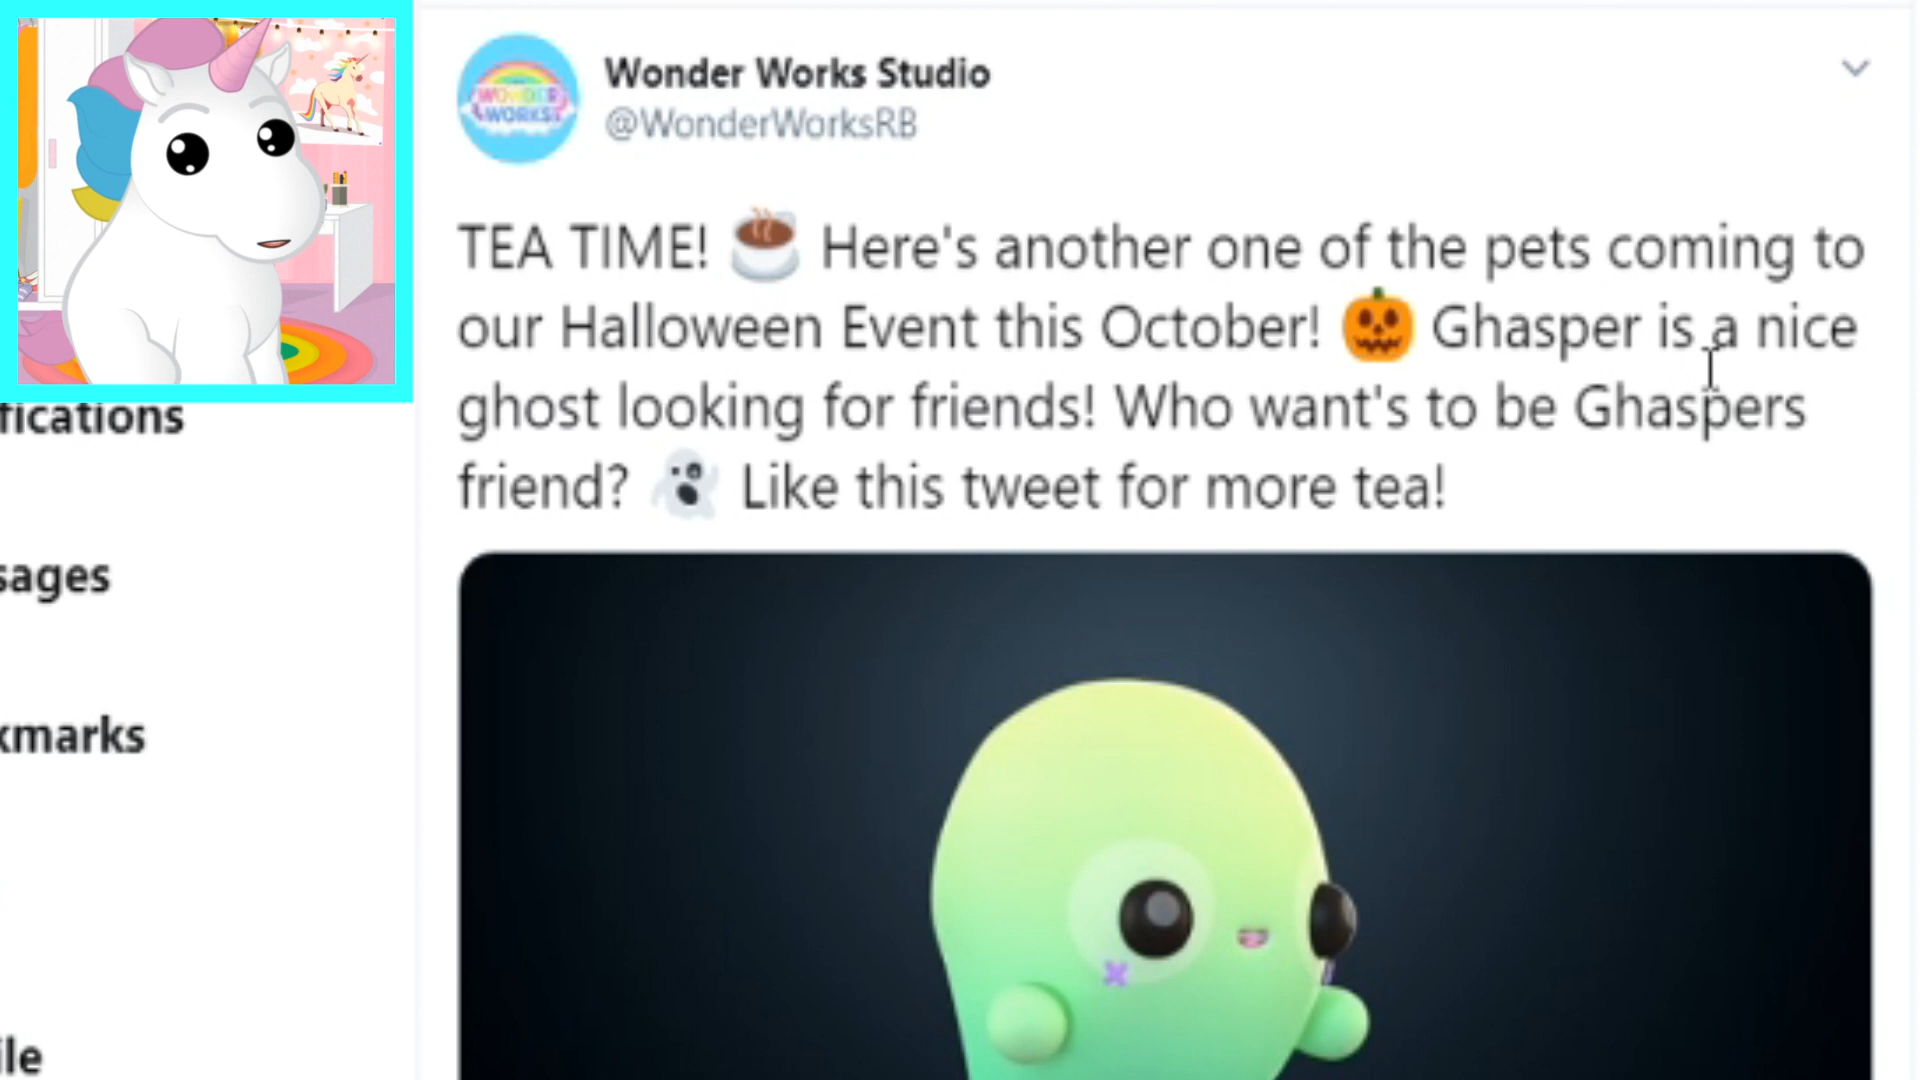 Wonder Works Studio
@WonderWorksRB
WONDER
WORKS
TEA TIME! ☕ Here's another one of the pets coming to
our Halloween Event this October! 🎃 Ghasper is a nice
ghost looking for friends! Who want's to be Ghaspers
friend? 👻 Like this tweet for more tea!
fications
sages
kmarks
ile